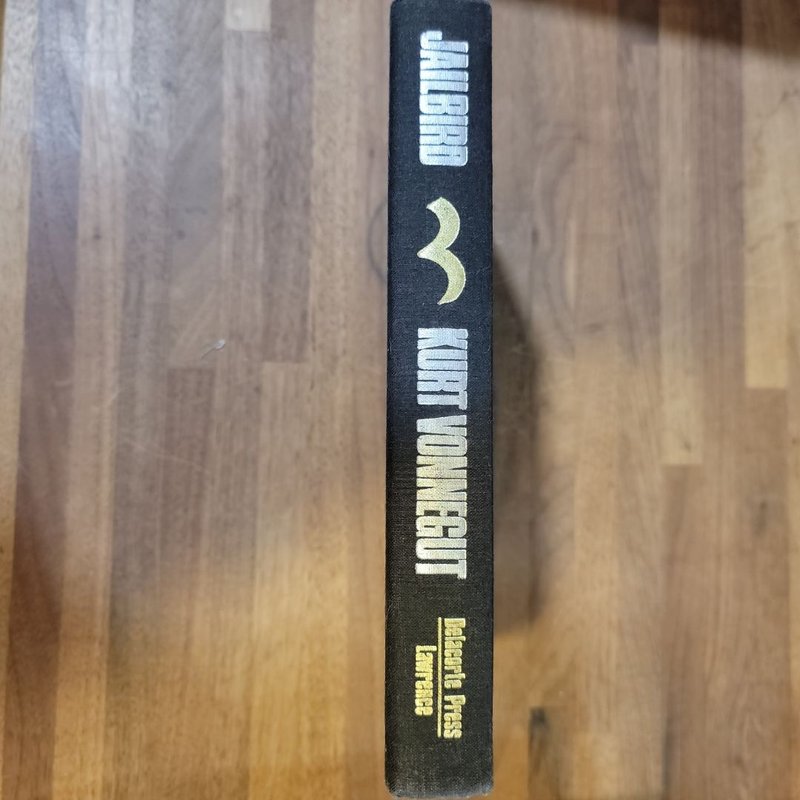 JAILBIRD
KURT VONNEGUT
Delacorte Press
Lawrence